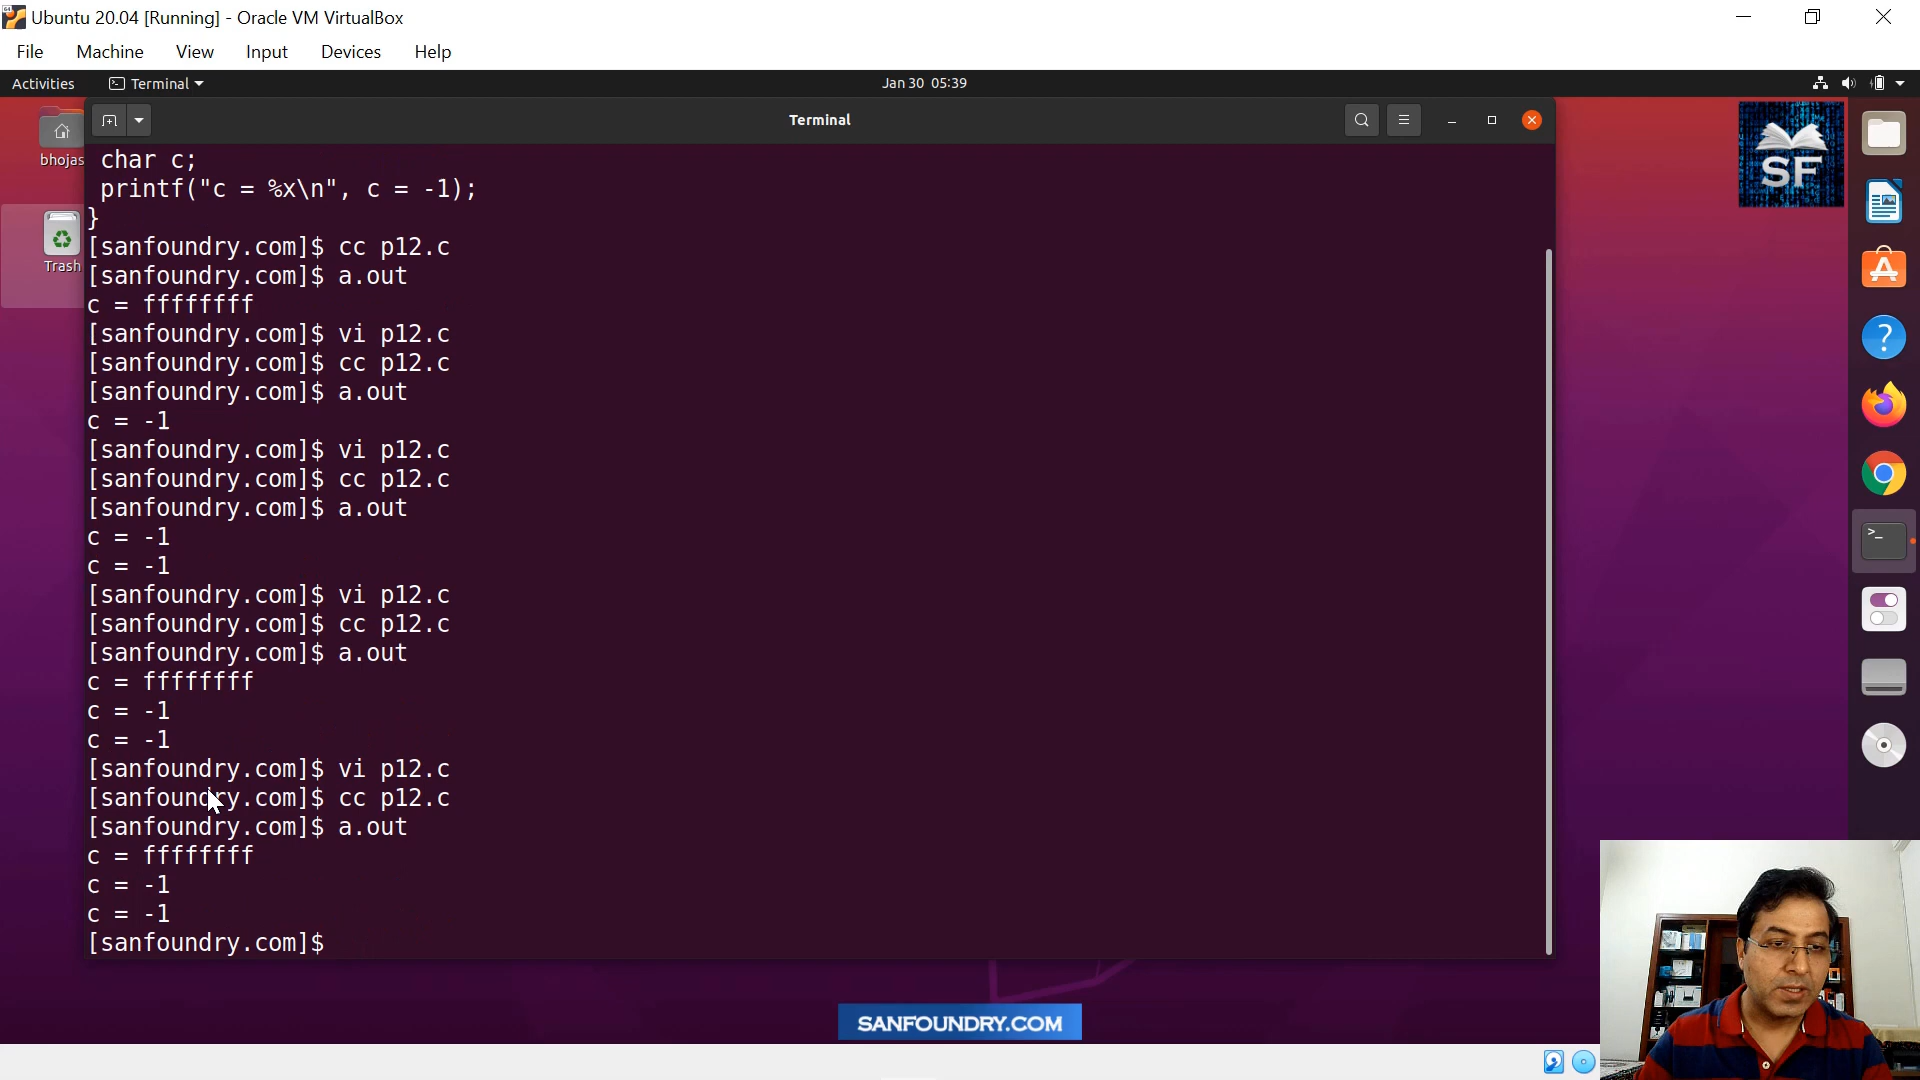 Ubuntu 20.04 [Running] - Oracle VM VirtualBox
File Machine View Input Devices Help
Activities Terminal Jan 30 05:39
Terminal
bhojas
Trash
SF
char c;
printf("c = %x\n", c = -1);
}
[sanfoundry.com]$ cc p12.c
[sanfoundry.com]$ a.out
c = ffffffff
[sanfoundry.com]$ vi p12.c
[sanfoundry.com]$ cc p12.c
[sanfoundry.com]$ a.out
c = -1
[sanfoundry.com]$ vi p12.c
[sanfoundry.com]$ cc p12.c
[sanfoundry.com]$ a.out
c = -1
c = -1
[sanfoundry.com]$ vi p12.c
[sanfoundry.com]$ cc p12.c
[sanfoundry.com]$ a.out
c = ffffffff
c = -1
c = -1
[sanfoundry.com]$ vi p12.c
[sanfoundry.com]$ cc p12.c
[sanfoundry.com]$ a.out
c = ffffffff
c = -1
c = -1
[sanfoundry.com]$
SANFOUNDRY.COM